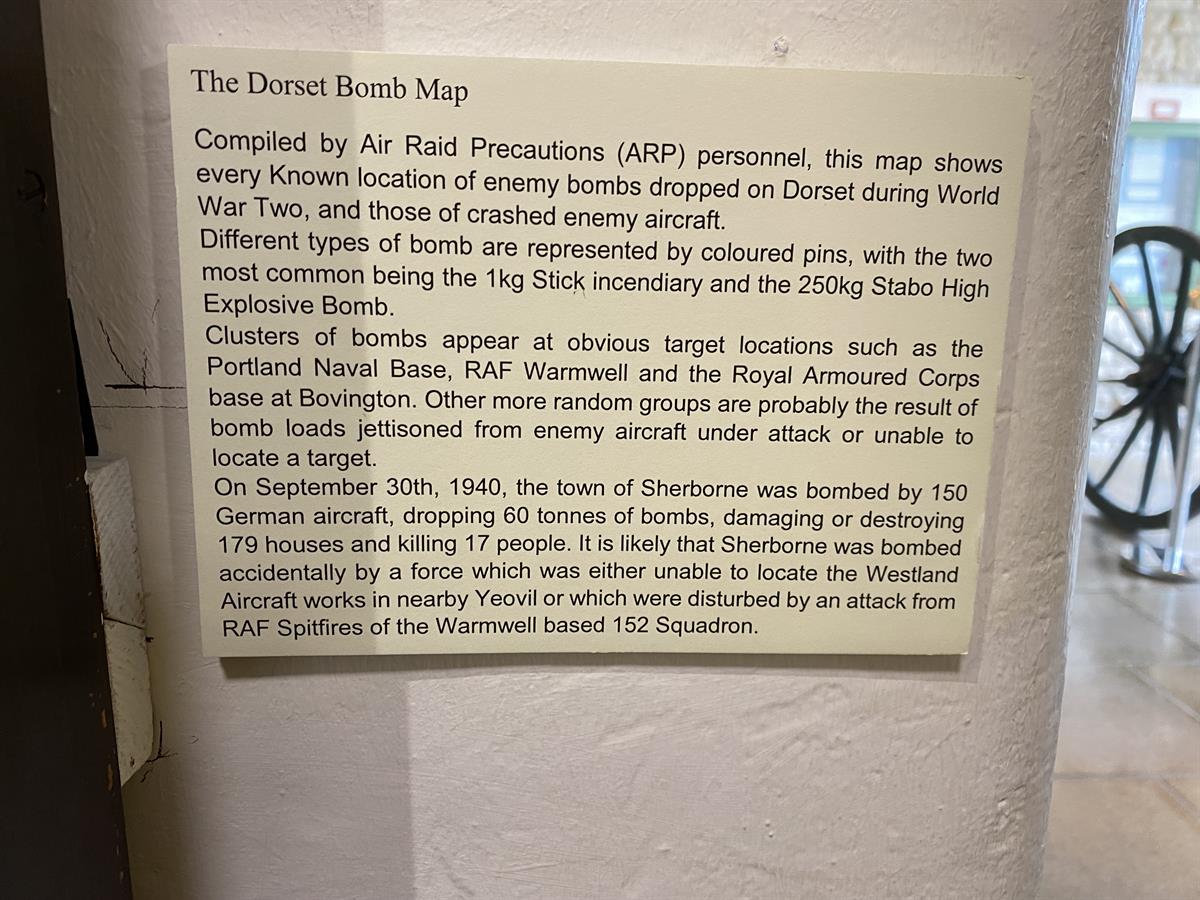 The Dorset Bomb Map
Compiled by Air Raid Precautions (ARP) personnel, this map shows
every Known location of enemy bombs dropped on Dorset during World
War Two, and those of crashed enemy aircraft.
Different types of bomb are represented by coloured pins, with the two
most common being the 1kg Stick incendiary and the 250kg Stabo High
Explosive Bomb.
Clusters of bombs appear at obvious target locations such as the
Portland Naval Base, RAF Warmwell and the Royal Armoured Corps
base at Bovington. Other more random groups are probably the result of
bomb loads jettisoned from enemy aircraft under attack or unable to
locate a target.
On September 30th, 1940, the town of Sherborne was bombed by 150
German aircraft, dropping 60 tonnes of bombs, damaging or destroying
179 houses and killing 17 people. It is likely that Sherborne was bombed
accidentally by a force which was either unable to locate the Westland
Aircraft works in nearby Yeovil or which were disturbed by an attack from
RAF Spitfires of the Warmwell based 152 Squadron.